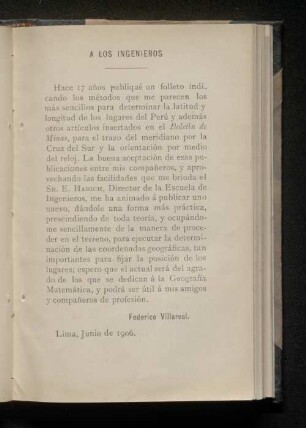 A LOS INGENIEROS
Hace 17 años publiqué un folleto indi-
cando los métodos que me parecen los
más sencillos para determinar la latitud y
longitud de los lugares del Perú y además
otros artículos insertados en el Boletín de
Minas, para el trazo del meridiano por la
Cruz del Sur y la orientación por medio
del reloj. La buena aceptación de esas pu-
blicaciones entre mis compañeros, y apro-
vechando las facilidades que me brinda el
SR. E. HABICH, Director de la Escuela de
Ingenieros, me ha animado á publicar uno
nuevo, dándole una forma más práctica,
prescindiendo de toda teoría, y ocupándo-
me sencillamente de la manera de proce-
der en el terreno, para ejecutar la determina-
ción de las coordenadas geográficas, tan
importantes para fijar la posición de los
lugares; espero que el actual será del agra-
do de los que se dedican á la Geografía
Matemática, y podrá ser útil á mis amigos
y compañeros de profesión.
Federico Villareal.
Lima, Junio de 1906.